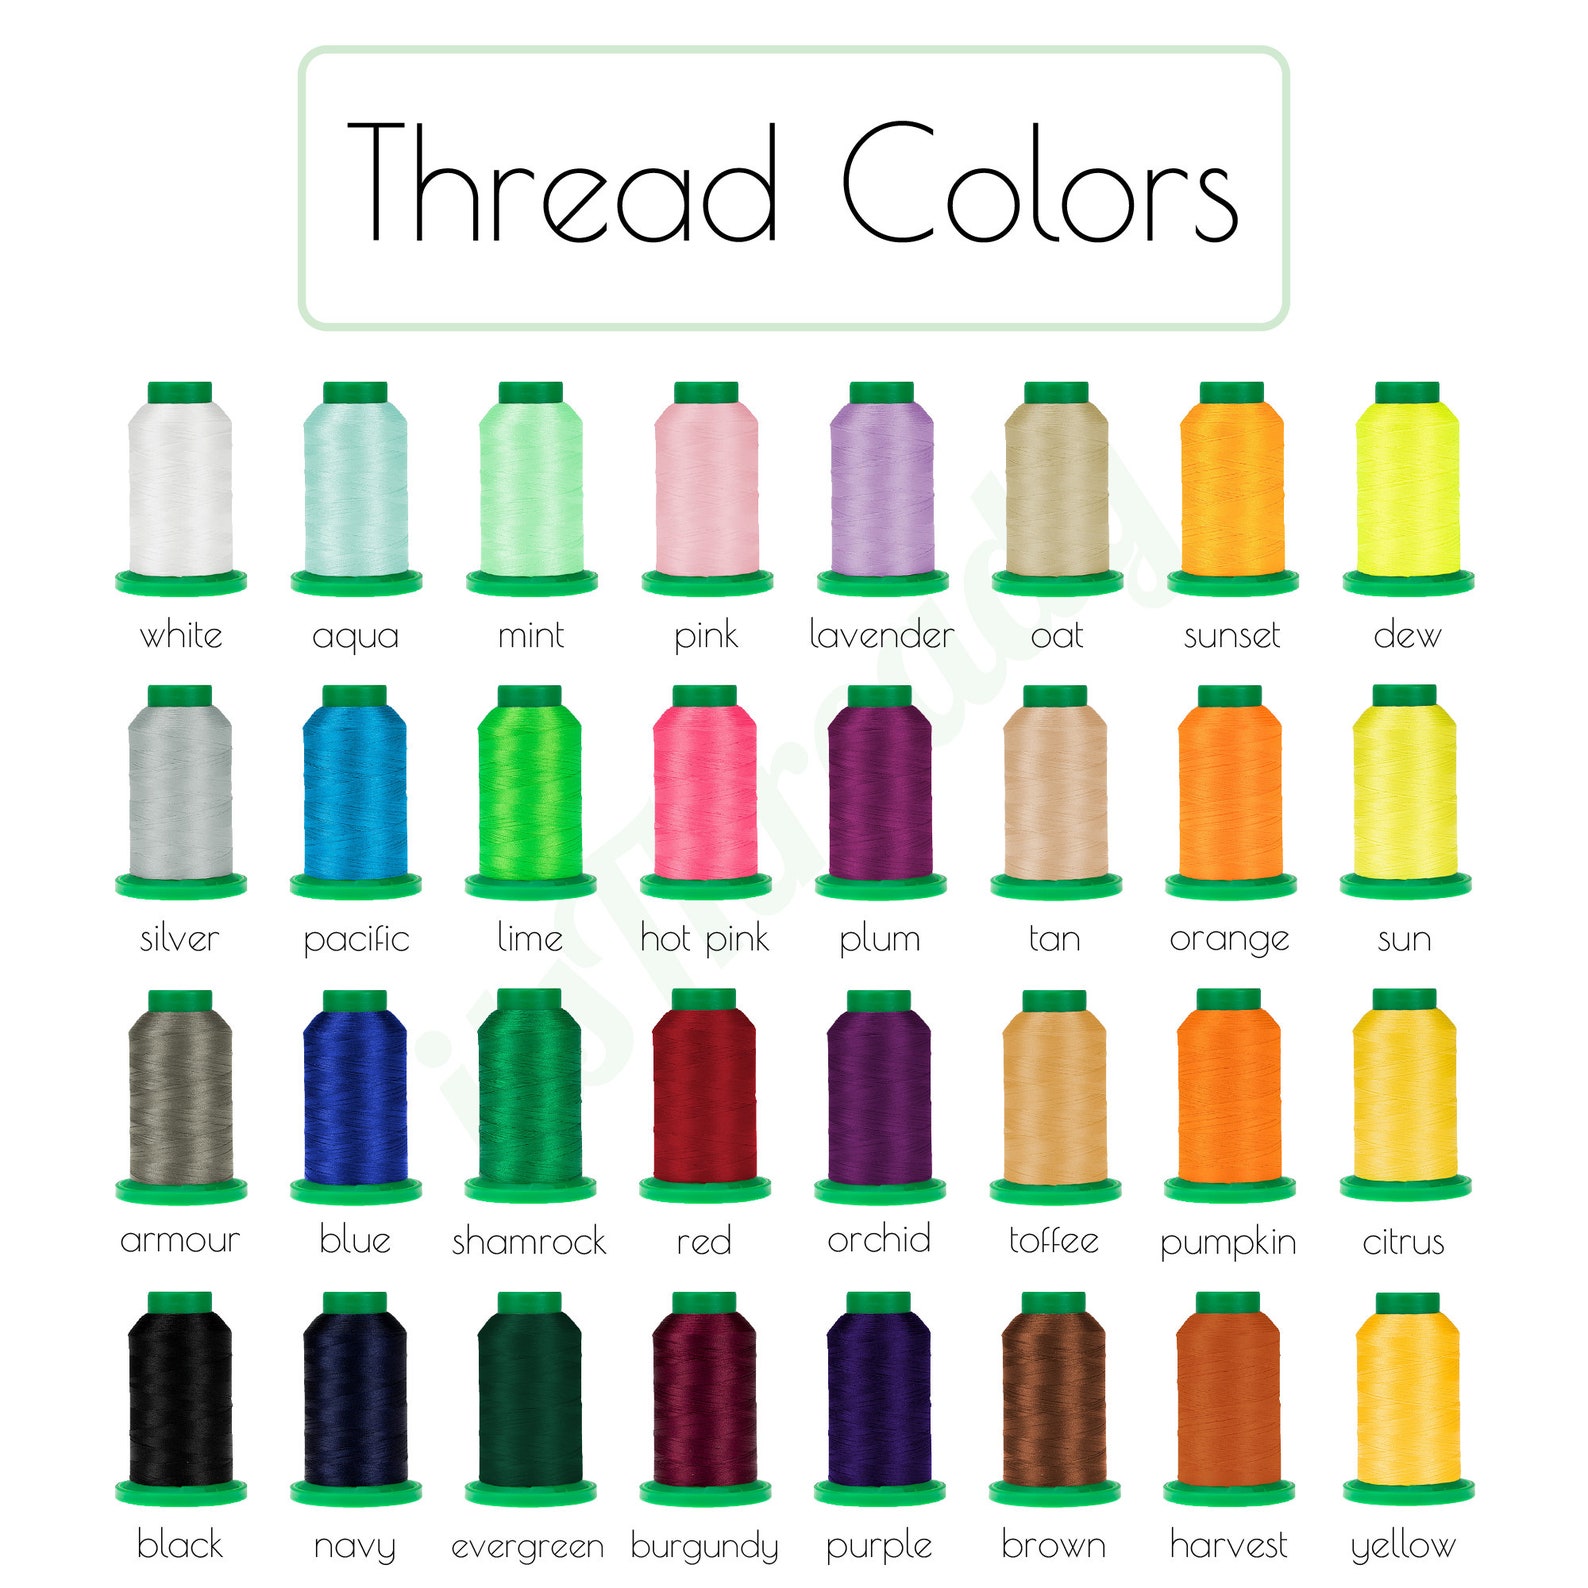 Thread Colors
white aqua mint pink lavender oat sunset dew
silver pacific lime hot pink plum tan orange sun
armour blue shamrock red orchid toffee pumpkin citrus
black navy evergreen burgundy purple brown harvest yellow